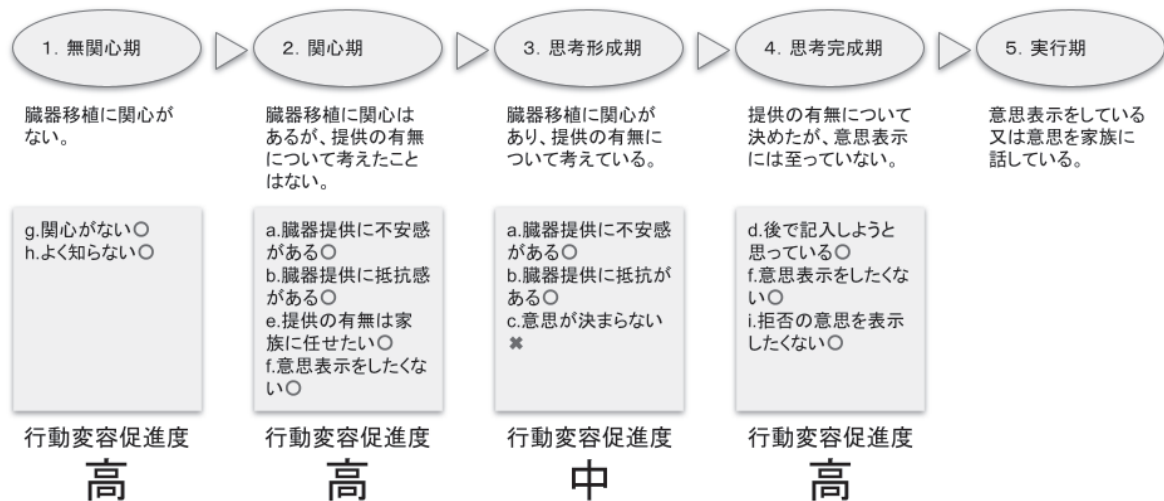 1. 無関心期
2. 関心期
3. 思考形成期
4. 思考完成期
5. 実行期
臓器移植に関心が
ない。
臓器移植に関心は
あるが、提供の有無
について考えたこと
はない。
臓器移植に関心が
あり、提供の有無に
ついて考えている。
提供の有無について
決めたが、意思表示
には至っていない。
意思表示をしている
又は意思を家族に
話している。
g.関心がない○
h.よく知らない○
a.臓器提供に不安感
がある○
b.臓器提供に抵抗感
がある○
e.提供の有無は家
族に任せたい○
f.意思表示をしたくな
い○
a.臓器提供に不安感
がある○
b.臓器提供に抵抗が
ある○
c.意思が決まらない
✖
d.後で記入しようと
思っている○
f.意思表示をしたくな
い○
i.拒否の意思を表示
したくない○
行動変容促進度
高
行動変容促進度
高
行動変容促進度
中
行動変容促進度
高